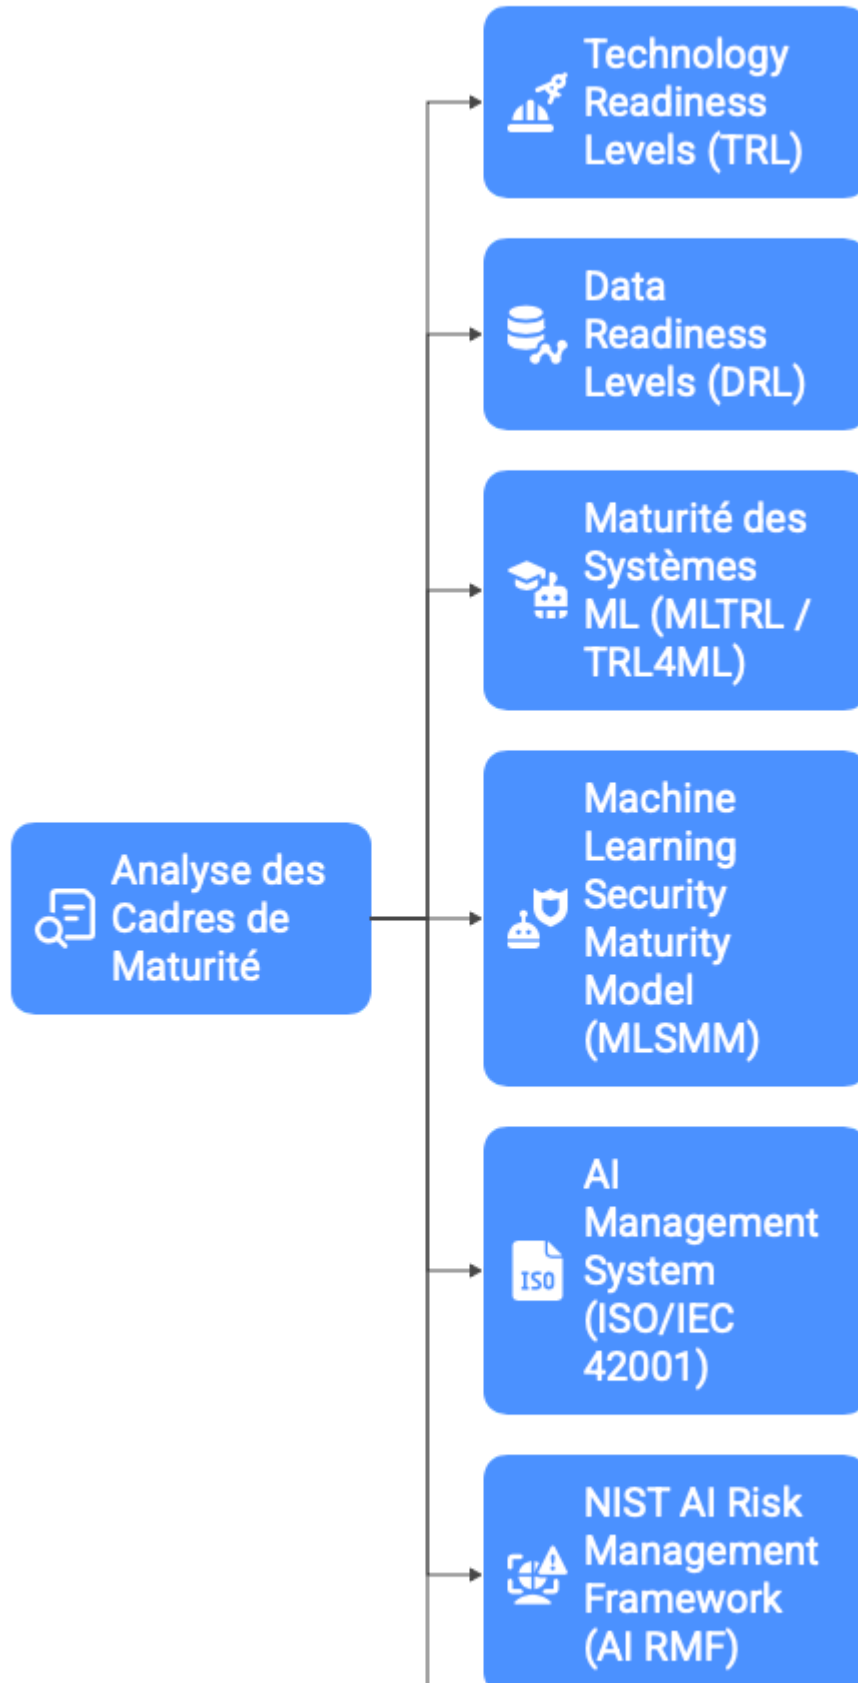 Technology
Readiness
Levels (TRL)
Data
Readiness
Levels (DRL)
Maturité des
Systèmes
ML (MLTRL /
TRL4ML)
Machine
Learning
Security
Maturity
Model
(MLSMM)
Analyse des
Cadres de
Maturité
AI
Management
System
(ISO/IEC
42001)
ISO
NIST AI Risk
Management
Framework
(AI RMF)